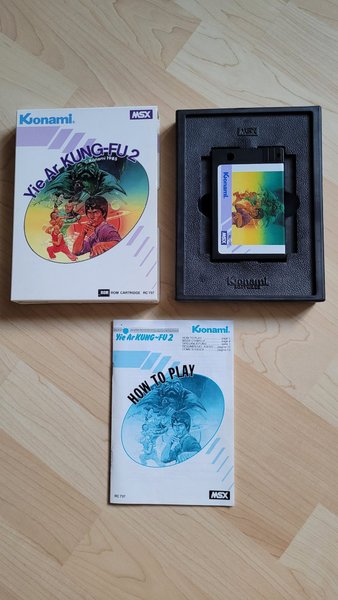 Konami®
MSX
Yie Ar KUNG-FU 2
Konami 1985
ROM CARTRIDGE RC 737
MSX
Konami
MSX
Konami
Konami®
Yie Ar KUNG-FU 2
HOW TO PLAY
RC 737
MSX